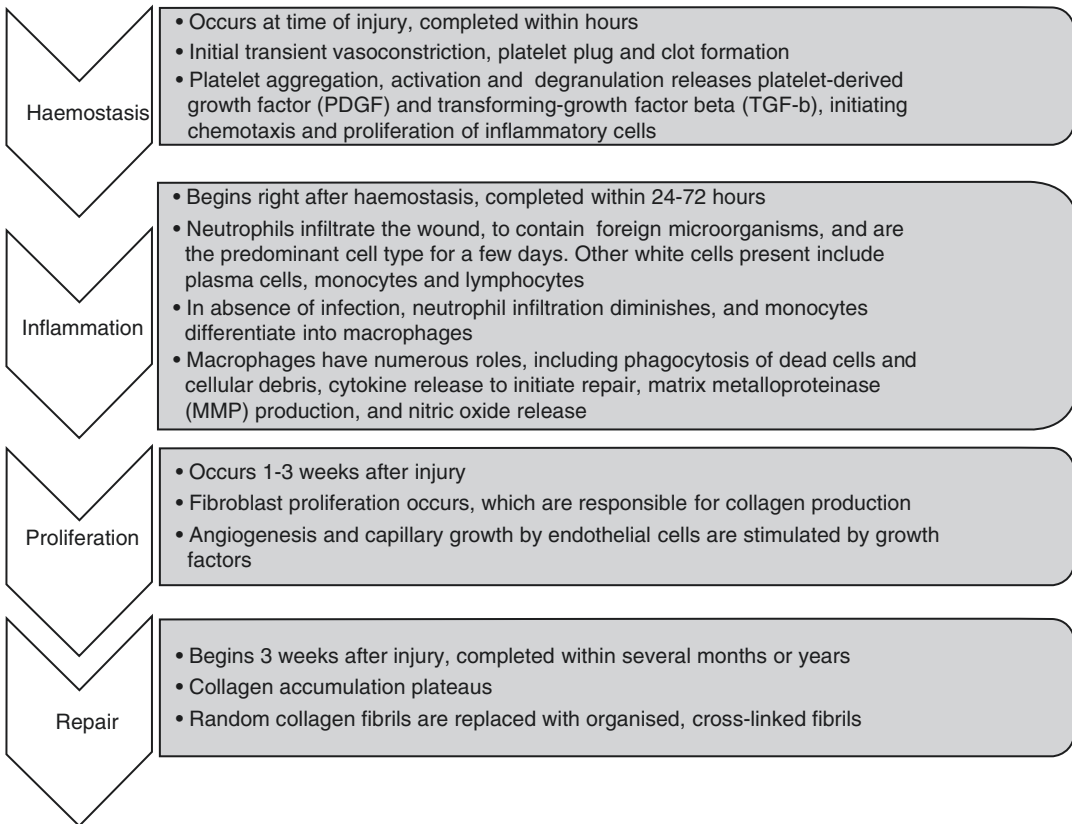 Haemostasis
• Occurs at time of injury, completed within hours
• Initial transient vasoconstriction, platelet plug and clot formation
• Platelet aggregation, activation and degranulation releases platelet-derived
growth factor (PDGF) and transforming-growth factor beta (TGF-b), initiating
chemotaxis and proliferation of inflammatory cells
Inflammation
• Begins right after haemostasis, completed within 24-72 hours
• Neutrophils infiltrate the wound, to contain foreign microorganisms, and are
the predominant cell type for a few days. Other white cells present include
plasma cells, monocytes and lymphocytes
• In absence of infection, neutrophil infiltration diminishes, and monocytes
differentiate into macrophages
• Macrophages have numerous roles, including phagocytosis of dead cells and
cellular debris, cytokine release to initiate repair, matrix metalloproteinase
(MMP) production, and nitric oxide release
Proliferation
• Occurs 1-3 weeks after injury
• Fibroblast proliferation occurs, which are responsible for collagen production
• Angiogenesis and capillary growth by endothelial cells are stimulated by growth
factors
Repair
• Begins 3 weeks after injury, completed within several months or years
• Collagen accumulation plateaus
• Random collagen fibrils are replaced with organised, cross-linked fibrils